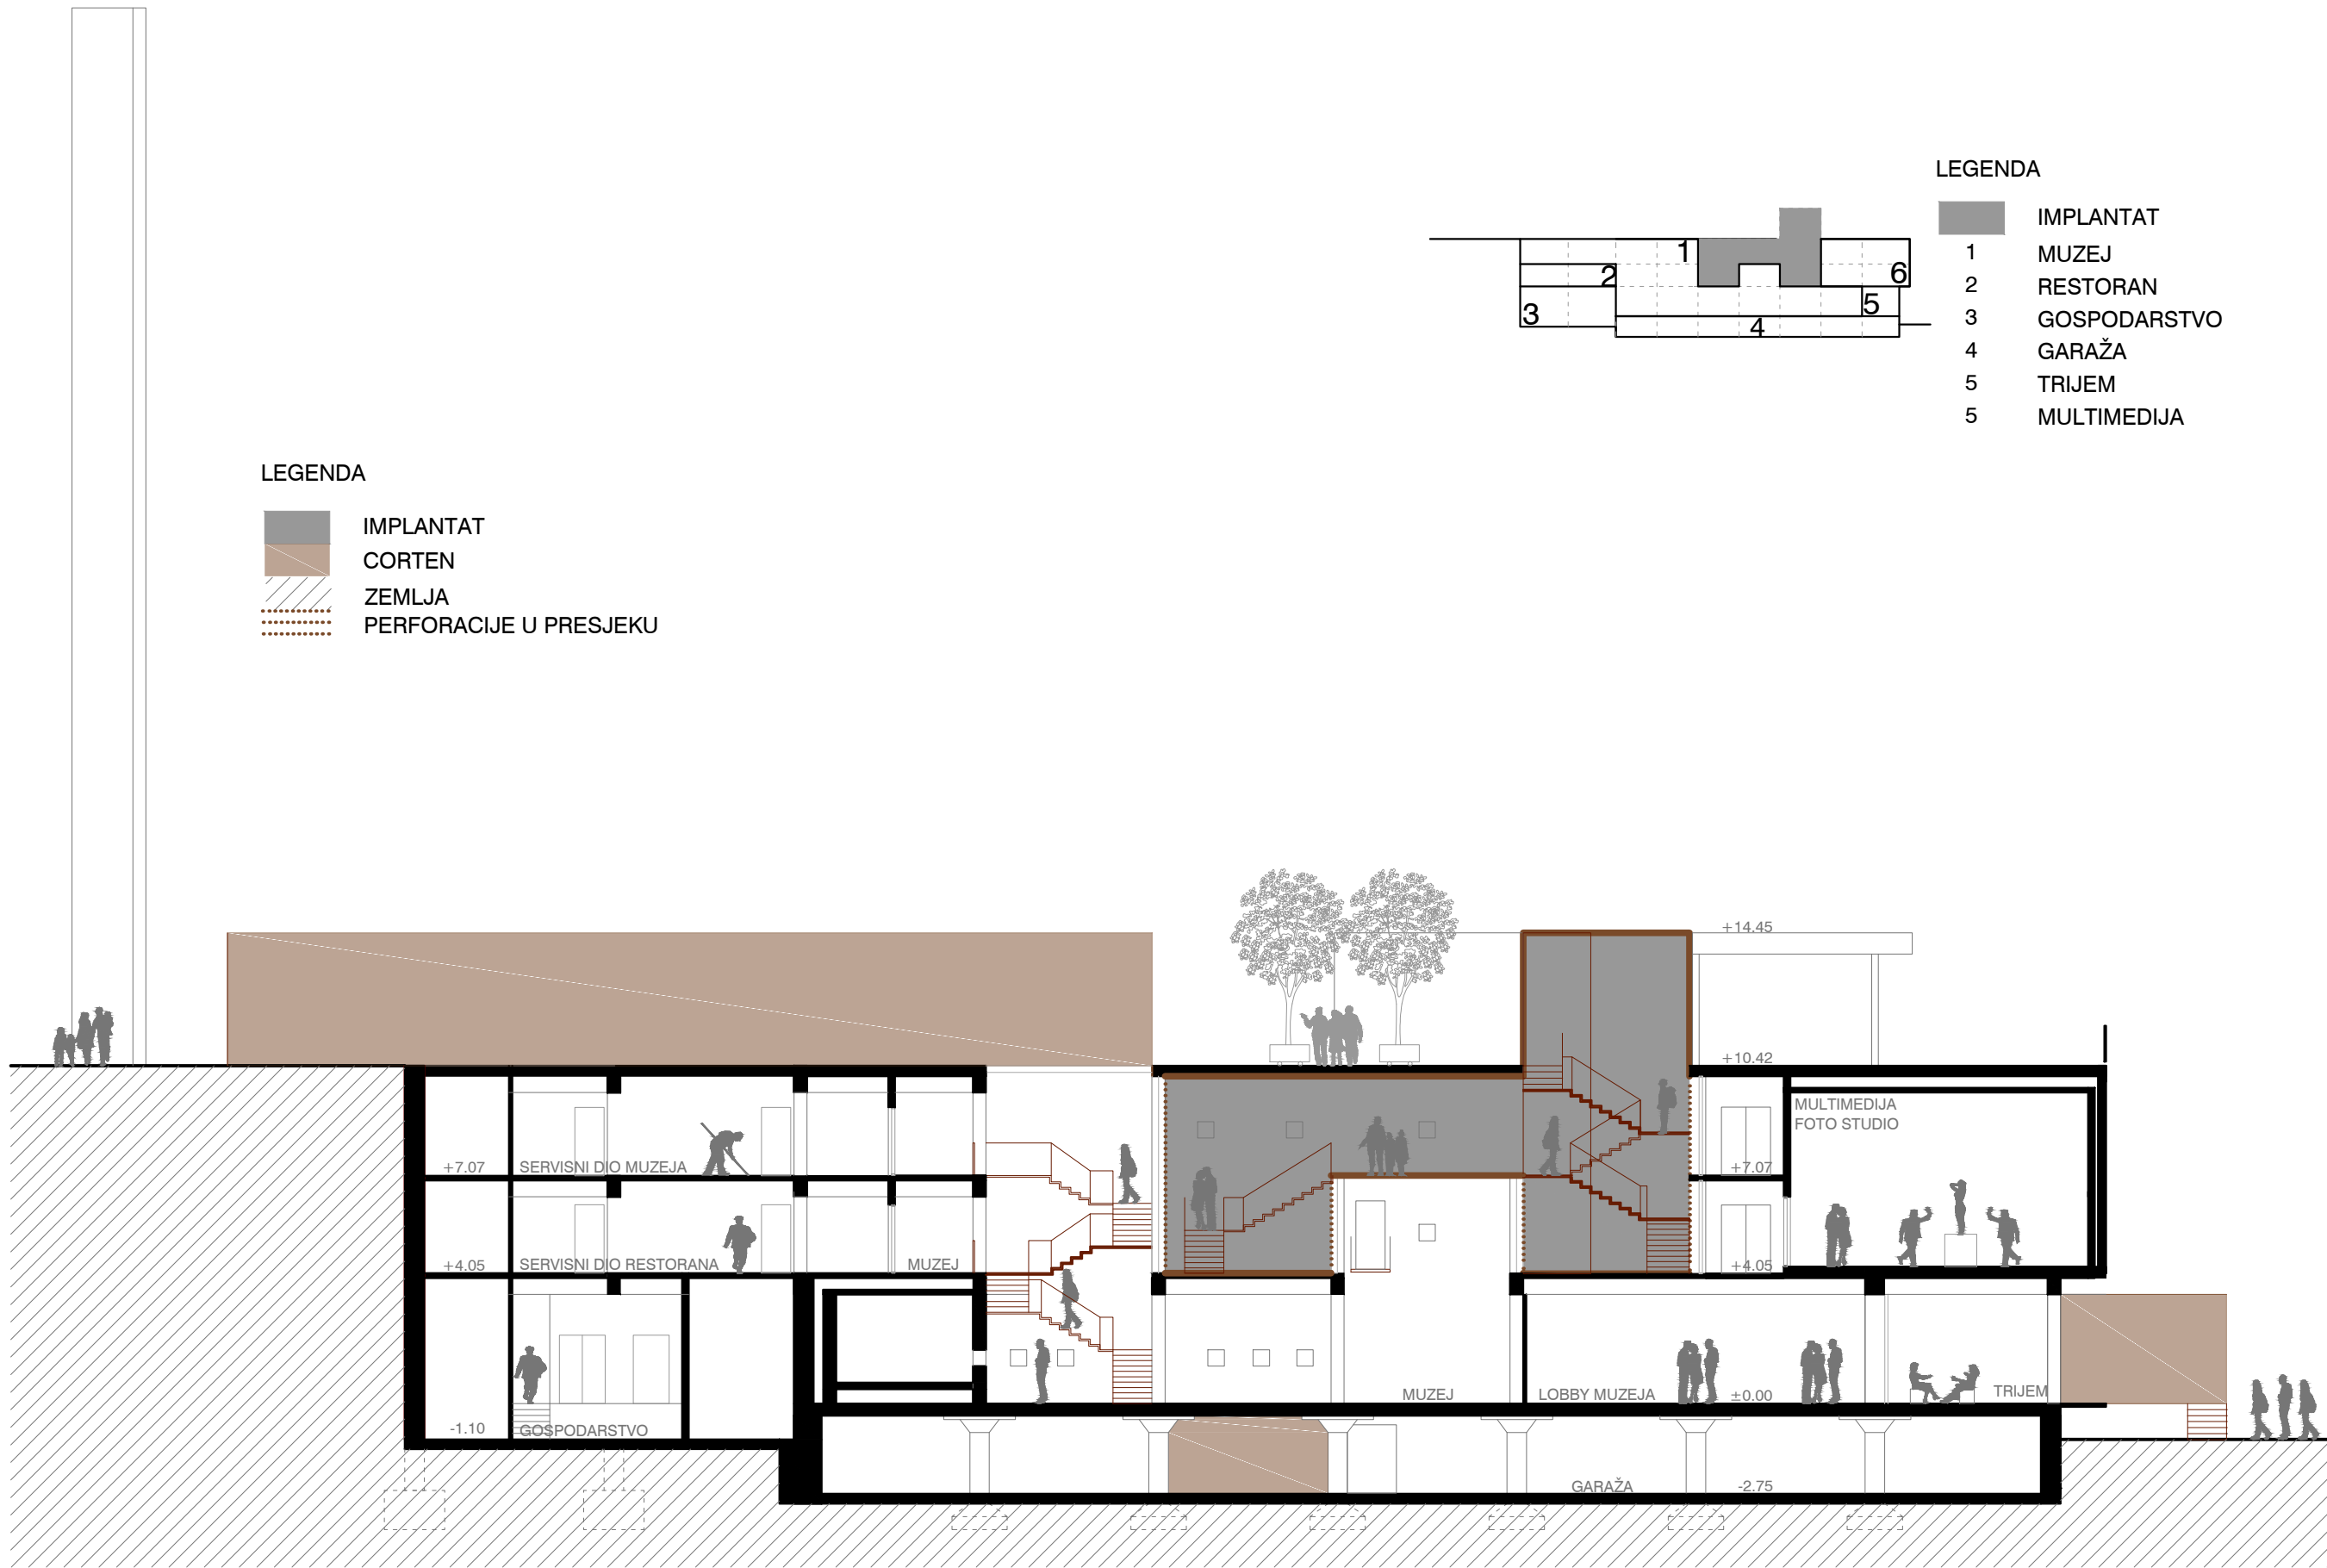 LEGENDA
IMPLANTAT
1 MUZEJ
2 RESTORAN
3 GOSPODARSTVO
4 GARAŽA
5 TRIJEM
5 MULTIMEDIJA
1
2
6
3
5
4
LEGENDA
IMPLANTAT
CORTEN
ZEMLJA
PERFORACIJE U PRESJEKU
+14.45
+10.42
MULTIMEDIJA
FOTO STUDIO
+7.07
SERVISNI DIO MUZEJA
+7.07
+4.05
SERVISNI DIO RESTORANA
MUZEJ
+4.05
MUZEJ
LOBBY MUZEJA
±0.00
TRIJEM
-1.10
GOSPODARSTVO
GARAŽA
-2.75